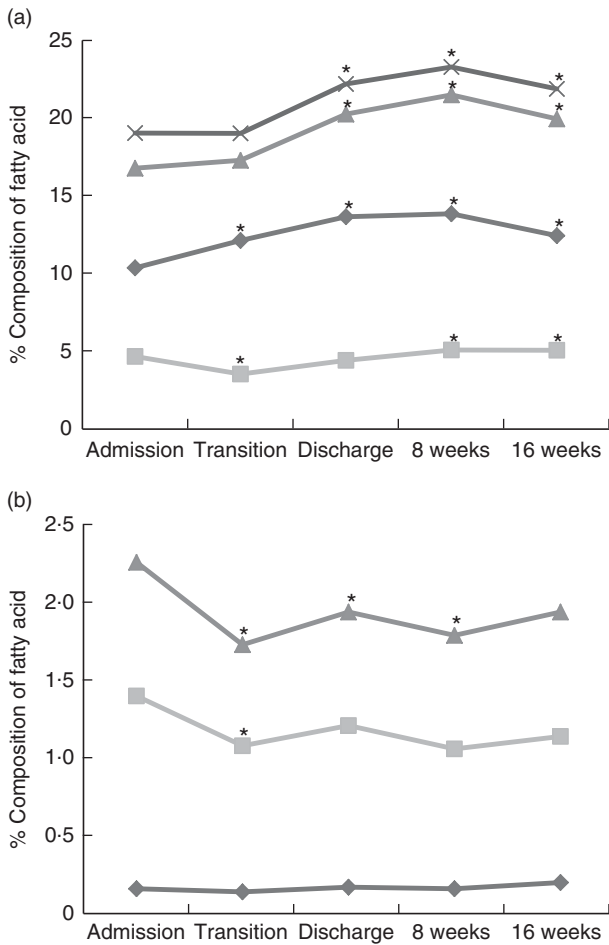 (a)
25
20
15
10
5
0
% Composition of fatty acid
* *
* *
* *
* * * *
* * *
Admission Transition Discharge 8 weeks 16 weeks
(b)
2·5
2·0
1·5
1·0
0·5
0
% Composition of fatty acid
* * *
*
Admission Transition Discharge 8 weeks 16 weeks